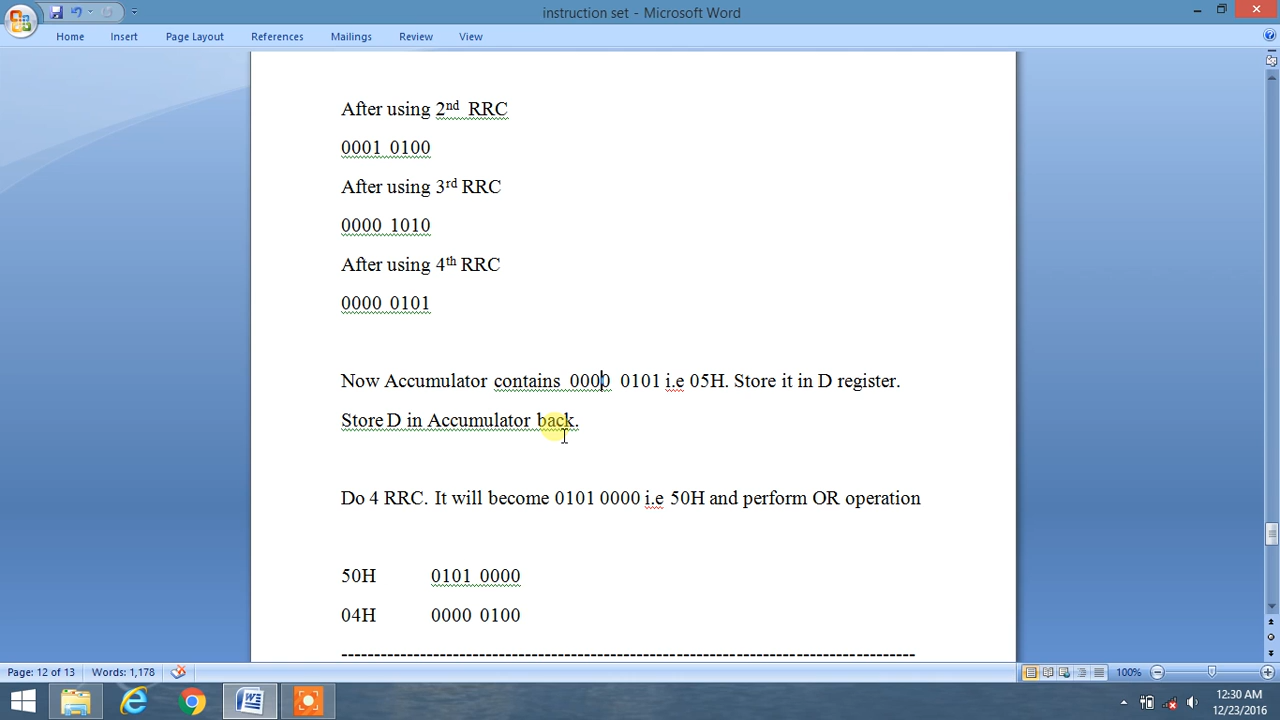 instruction set - Microsoft Word
Home Insert Page Layout References Mailings Review View
After using 2nd RRC
0001 0100
After using 3rd RRC
0000 1010
After using 4th RRC
0000 0101
Now Accumulator contains 0000 0101 i.e 05H. Store it in D register.
Store D in Accumulator back.
Do 4 RRC. It will become 0101 0000 i.e 50H and perform OR operation
50H 0101 0000
04H 0000 0100
--------------------------------------------------------------------------------------
Page: 12 of 13 Words: 1,178 100%
12:30 AM
12/23/2016